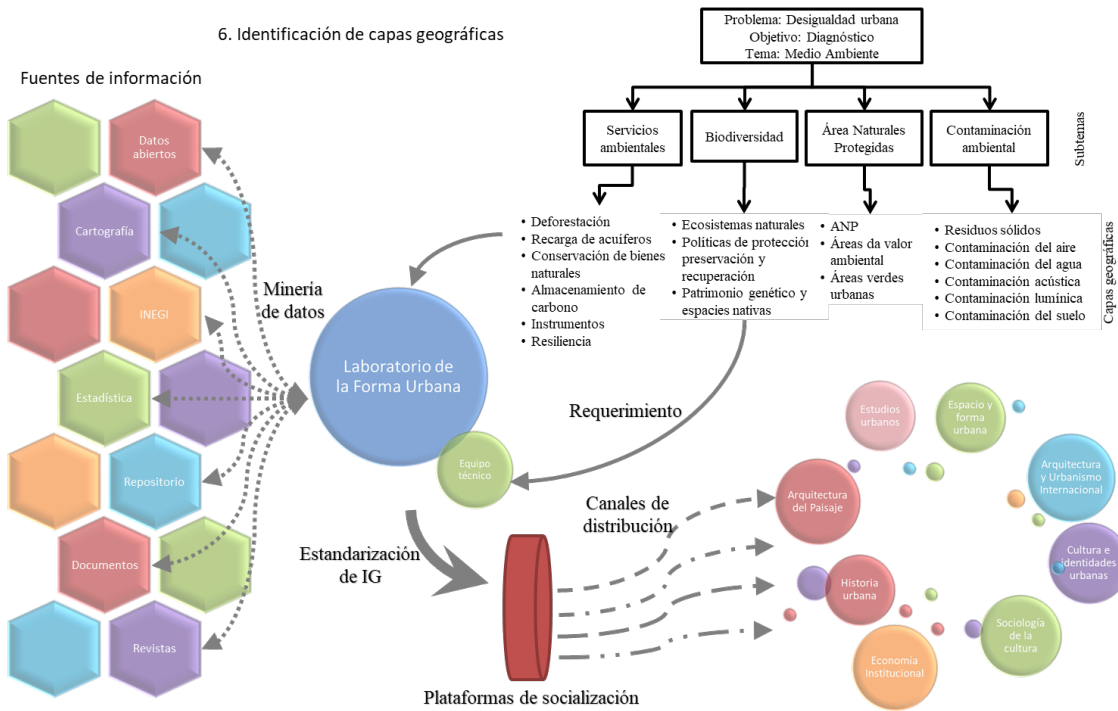 6. Identificación de capas geográficas
Fuentes de información
Datos
abiertos
Cartografía
INEGI
Estadística
Repositorio
Documentos
Revistas
Minería
de datos
Laboratorio de
la Forma Urbana
Equipo
técnico
Problema: Desigualdad urbana
Objetivo: Diagnóstico
Tema: Medio Ambiente
Servicios
ambientales
Biodiversidad
Área Naturales
Protegidas
Contaminación
ambiental
Subtemas
• Deforestación
• Recarga de acuíferos
• Conservación de bienes
naturales
• Almacenamiento de
carbono
• Instrumentos
• Resiliencia
• Ecosistemas naturales
• Políticas de protección
preservación y
recuperación
• Patrimonio genético y
especies nativas
• ANP
• Áreas da valor
ambiental
• Áreas verdes
urbanas
• Residuos sólidos
• Contaminación del aire
• Contaminación del agua
• Contaminación acústica
• Contaminación lumínica
• Contaminación del suelo
Capas geográficas
Requerimiento
Estandarización
de IG
Canales de
distribución
Plataformas de socialización
Estudios
urbanos
Espacio y
forma
urbana
Arquitectura
y Urbanismo
Internacional
Arquitectura
del Paisaje
Cultura e
identidades
urbanas
Historia
urbana
Sociología
de la
cultura
Economía
Institucional